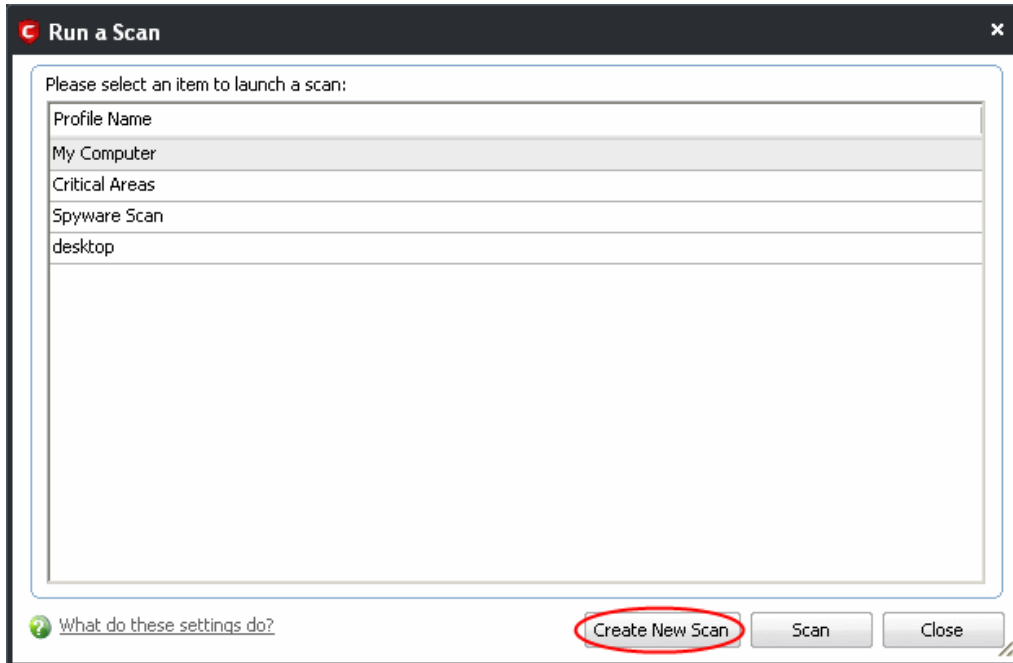 Run a Scan
Please select an item to launch a scan:
Profile Name
My Computer
Critical Areas
Spyware Scan
desktop
What do these settings do?
Create New Scan
Scan
Close